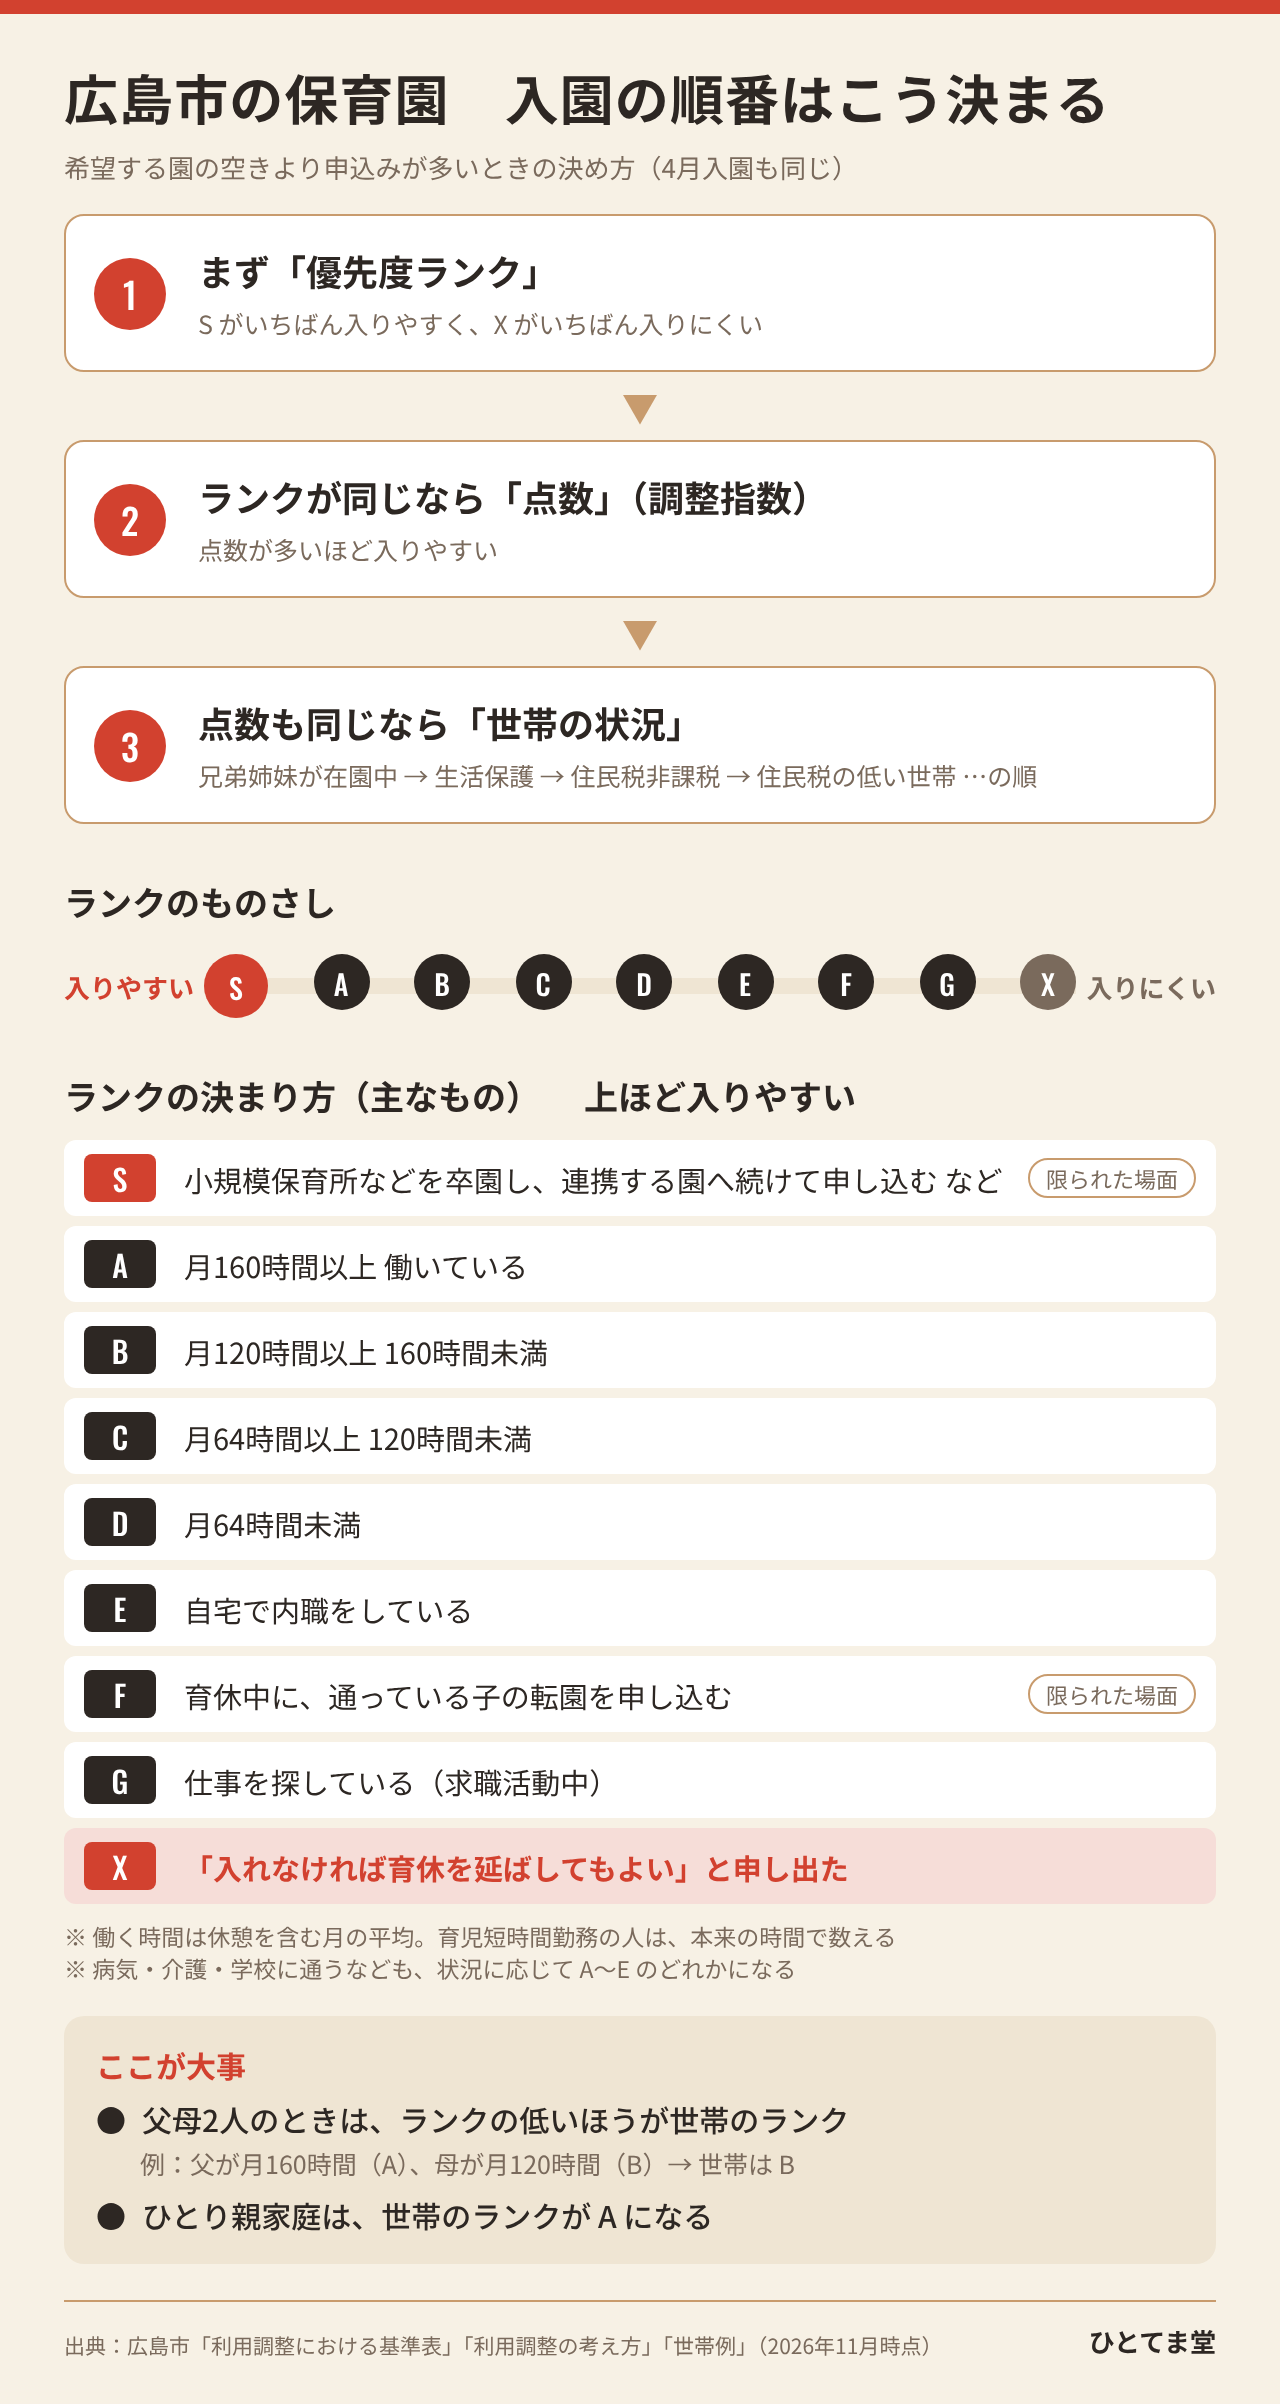 広島市の保育園　入園の順番はこう決まる
希望する園の空きより申込みが多いときの決め方（4月入園も同じ）
1
まず「優先度ランク」
S がいちばん入りやすく、X がいちばん入りにくい
2
ランクが同じなら「点数」（調整指数）
点数が多いほど入りやすい
3
点数も同じなら「世帯の状況」
兄弟姉妹が在園中 → 生活保護 → 住民税非課税 → 住民税の低い世帯 …の順
ランクのものさし
入りやすい S A B C D E F G X 入りにくい
ランクの決まり方（主なもの）　上ほど入りやすい
S 小規模保育所などを卒園し、連携する園へ続けて申し込む など 限られた場面
A 月160時間以上 働いている
B 月120時間以上 160時間未満
C 月64時間以上 120時間未満
D 月64時間未満
E 自宅で内職をしている
F 育休中に、通っている子の転園を申し込む 限られた場面
G 仕事を探している（求職活動中）
X 「入れなければ育休を延ばしてもよい」と申し出た
※ 働く時間は休憩を含む月の平均。育児短時間勤務の人は、本来の時間で数える
※ 病気・介護・学校に通うなども、状況に応じて A〜E のどれかになる
ここが大事
● 父母2人のときは、ランクの低いほうが世帯のランク
例：父が月160時間（A）、母が月120時間（B）→ 世帯は B
● ひとり親家庭は、世帯のランクが A になる
出典：広島市「利用調整における基準表」「利用調整の考え方」「世帯例」（2026年11月時点）
ひとてま堂